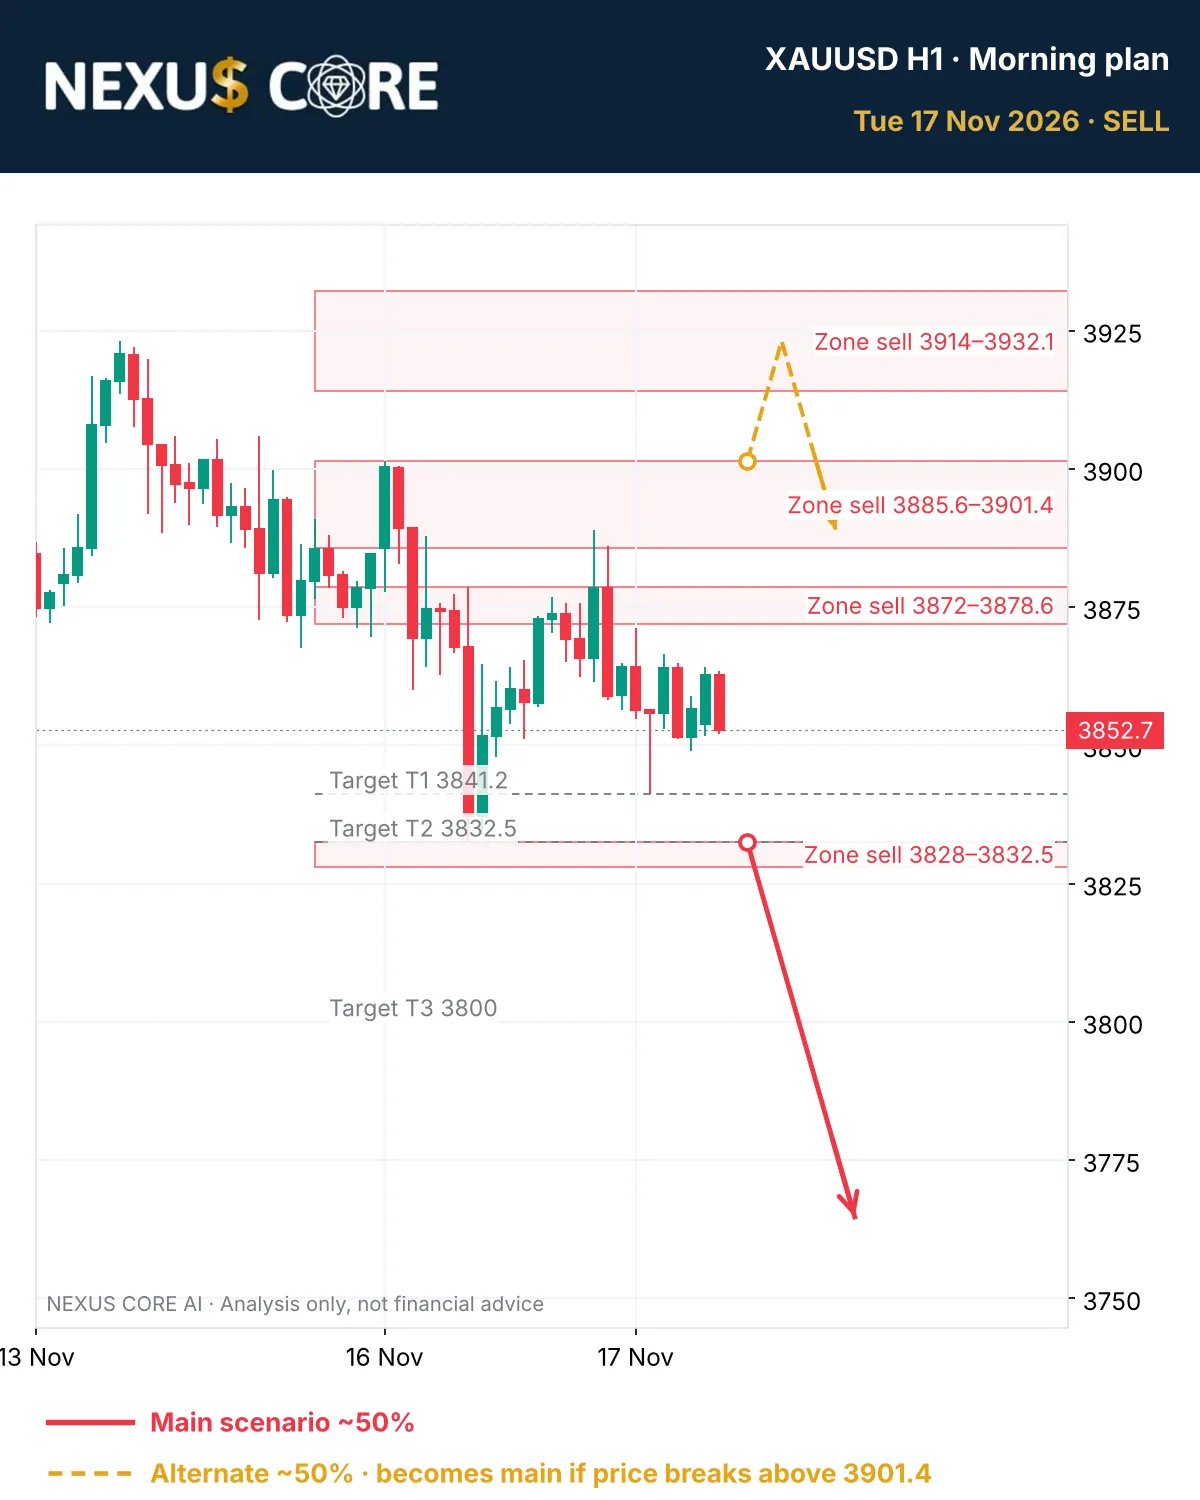 NEXU$ CORE
XAUUSD H1 · Morning plan
Tue 17 Nov 2026 · SELL
Zone sell 3914–3932.1
3925
3900
Zone sell 3885.6–3901.4
Zone sell 3872–3878.6
3875
3852.7
3850
Target T1 3841.2
Target T2 3832.5
Zone sell 3828–3832.5
3825
Target T3 3800
3800
3775
NEXUS CORE AI · Analysis only, not financial advice
3750
13 Nov
16 Nov
17 Nov
Main scenario ~50%
Alternate ~50% · becomes main if price breaks above 3901.4